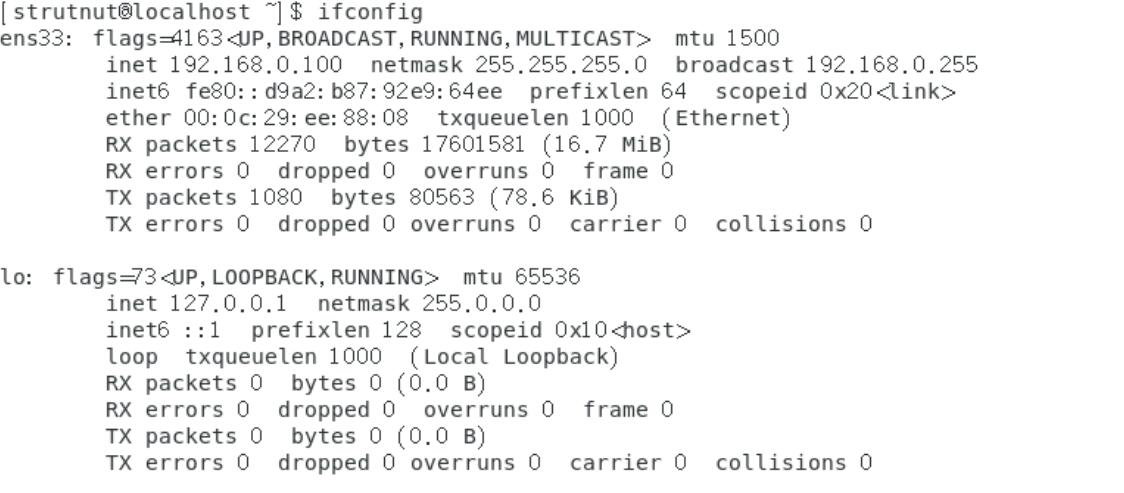 [strutnut@localhost ~]$ ifconfig
ens33: flags=4163<UP,BROADCAST,RUNNING,MULTICAST>  mtu 1500
        inet 192.168.0.100  netmask 255.255.255.0  broadcast 192.168.0.255
        inet6 fe80::d9a2:b87:92e9:64ee  prefixlen 64  scopeid 0x20<link>
        ether 00:0c:29:ee:88:08  txqueuelen 1000  (Ethernet)
        RX packets 12270  bytes 17601581 (16.7 MiB)
        RX errors 0  dropped 0  overruns 0  frame 0
        TX packets 1080  bytes 80563 (78.6 KiB)
        TX errors 0  dropped 0 overruns 0  carrier 0  collisions 0

lo: flags=73<UP,LOOPBACK,RUNNING>  mtu 65536
        inet 127.0.0.1  netmask 255.0.0.0
        inet6 ::1  prefixlen 128  scopeid 0x10<host>
        loop  txqueuelen 1000  (Local Loopback)
        RX packets 0  bytes 0 (0.0 B)
        RX errors 0  dropped 0  overruns 0  frame 0
        TX packets 0  bytes 0 (0.0 B)
        TX errors 0  dropped 0 overruns 0  carrier 0  collisions 0